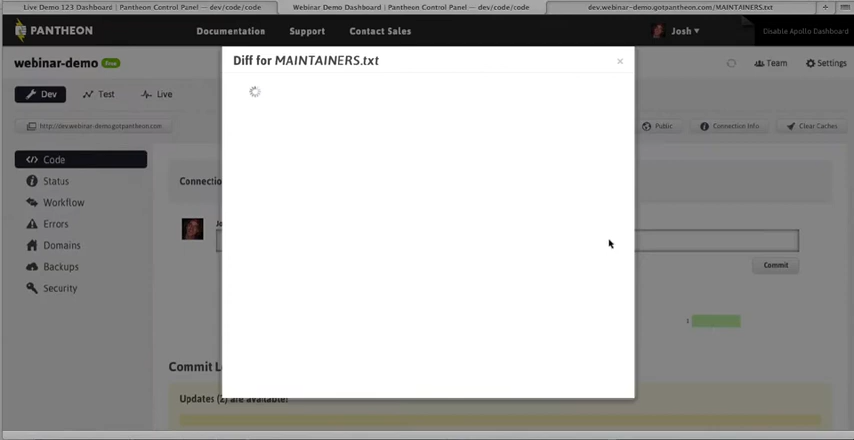 Live Demo 123 Dashboard | Pantheon Control Panel — dev/code/code
Webinar Demo Dashboard | Pantheon Control Panel — dev/code/code
dev.webinar-demo.gotpantheon.com/MAINTAINERS.txt
PANTHEON
Documentation
Support
Contact Sales
Josh
Disable Apollo Dashboard
webinar-demo
Team
Settings
Dev
Test
Live
http://dev.webinar-demo.gotpantheon.com
Public
Connection Info
Clear Caches
Diff for MAINTAINERS.txt
×
Code
Status
Workflow
Errors
Domains
Backups
Security
Connectio
Commit
Commit L
Updates (2) are available: